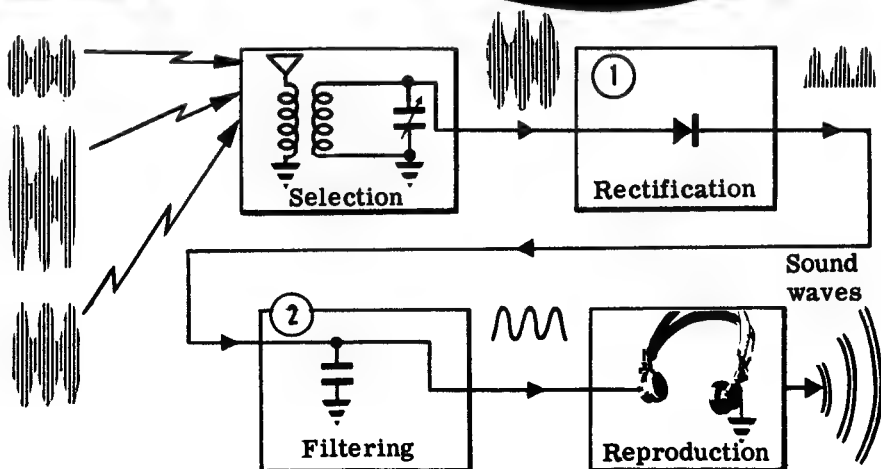 1
Selection
Rectification
Sound
waves
2
Filtering
Reproduction